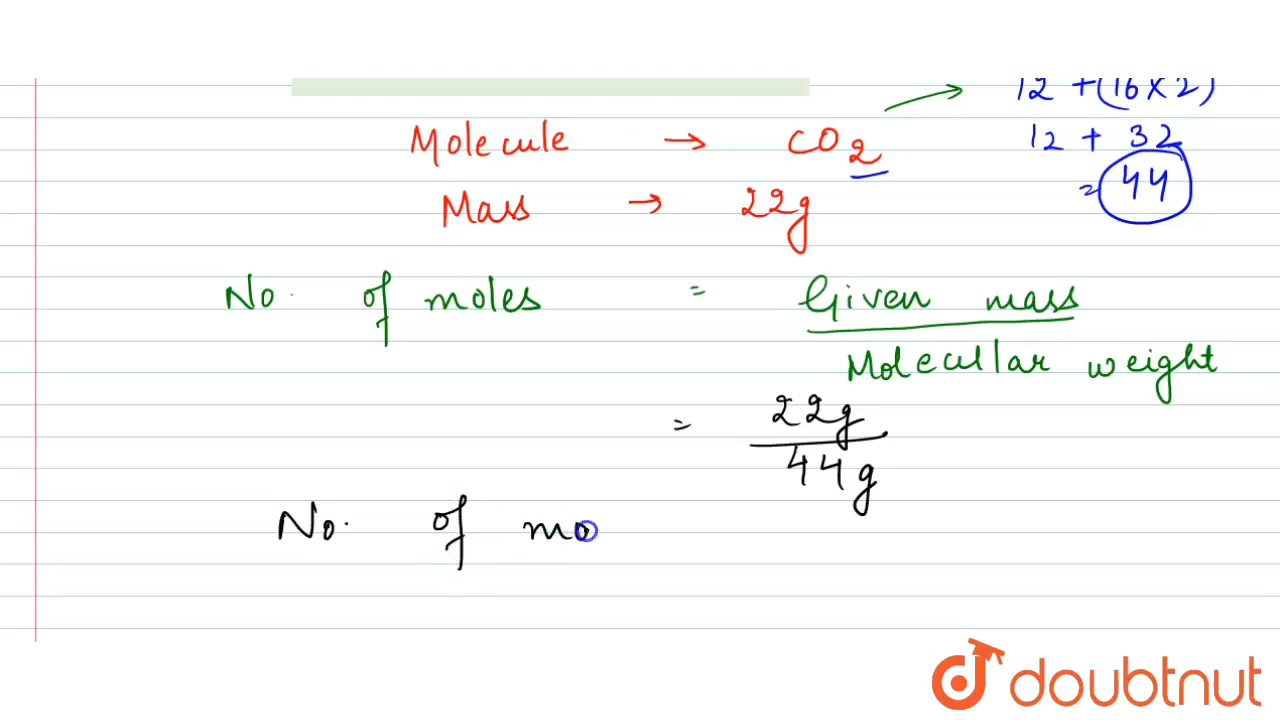 12 + (16 × 2)
Molecule → CO2
12 + 32
= 44
Mass → 22g
No. of moles = Given mass
Molecullar weight
= 22g
44g
No. of mo
doubtnut